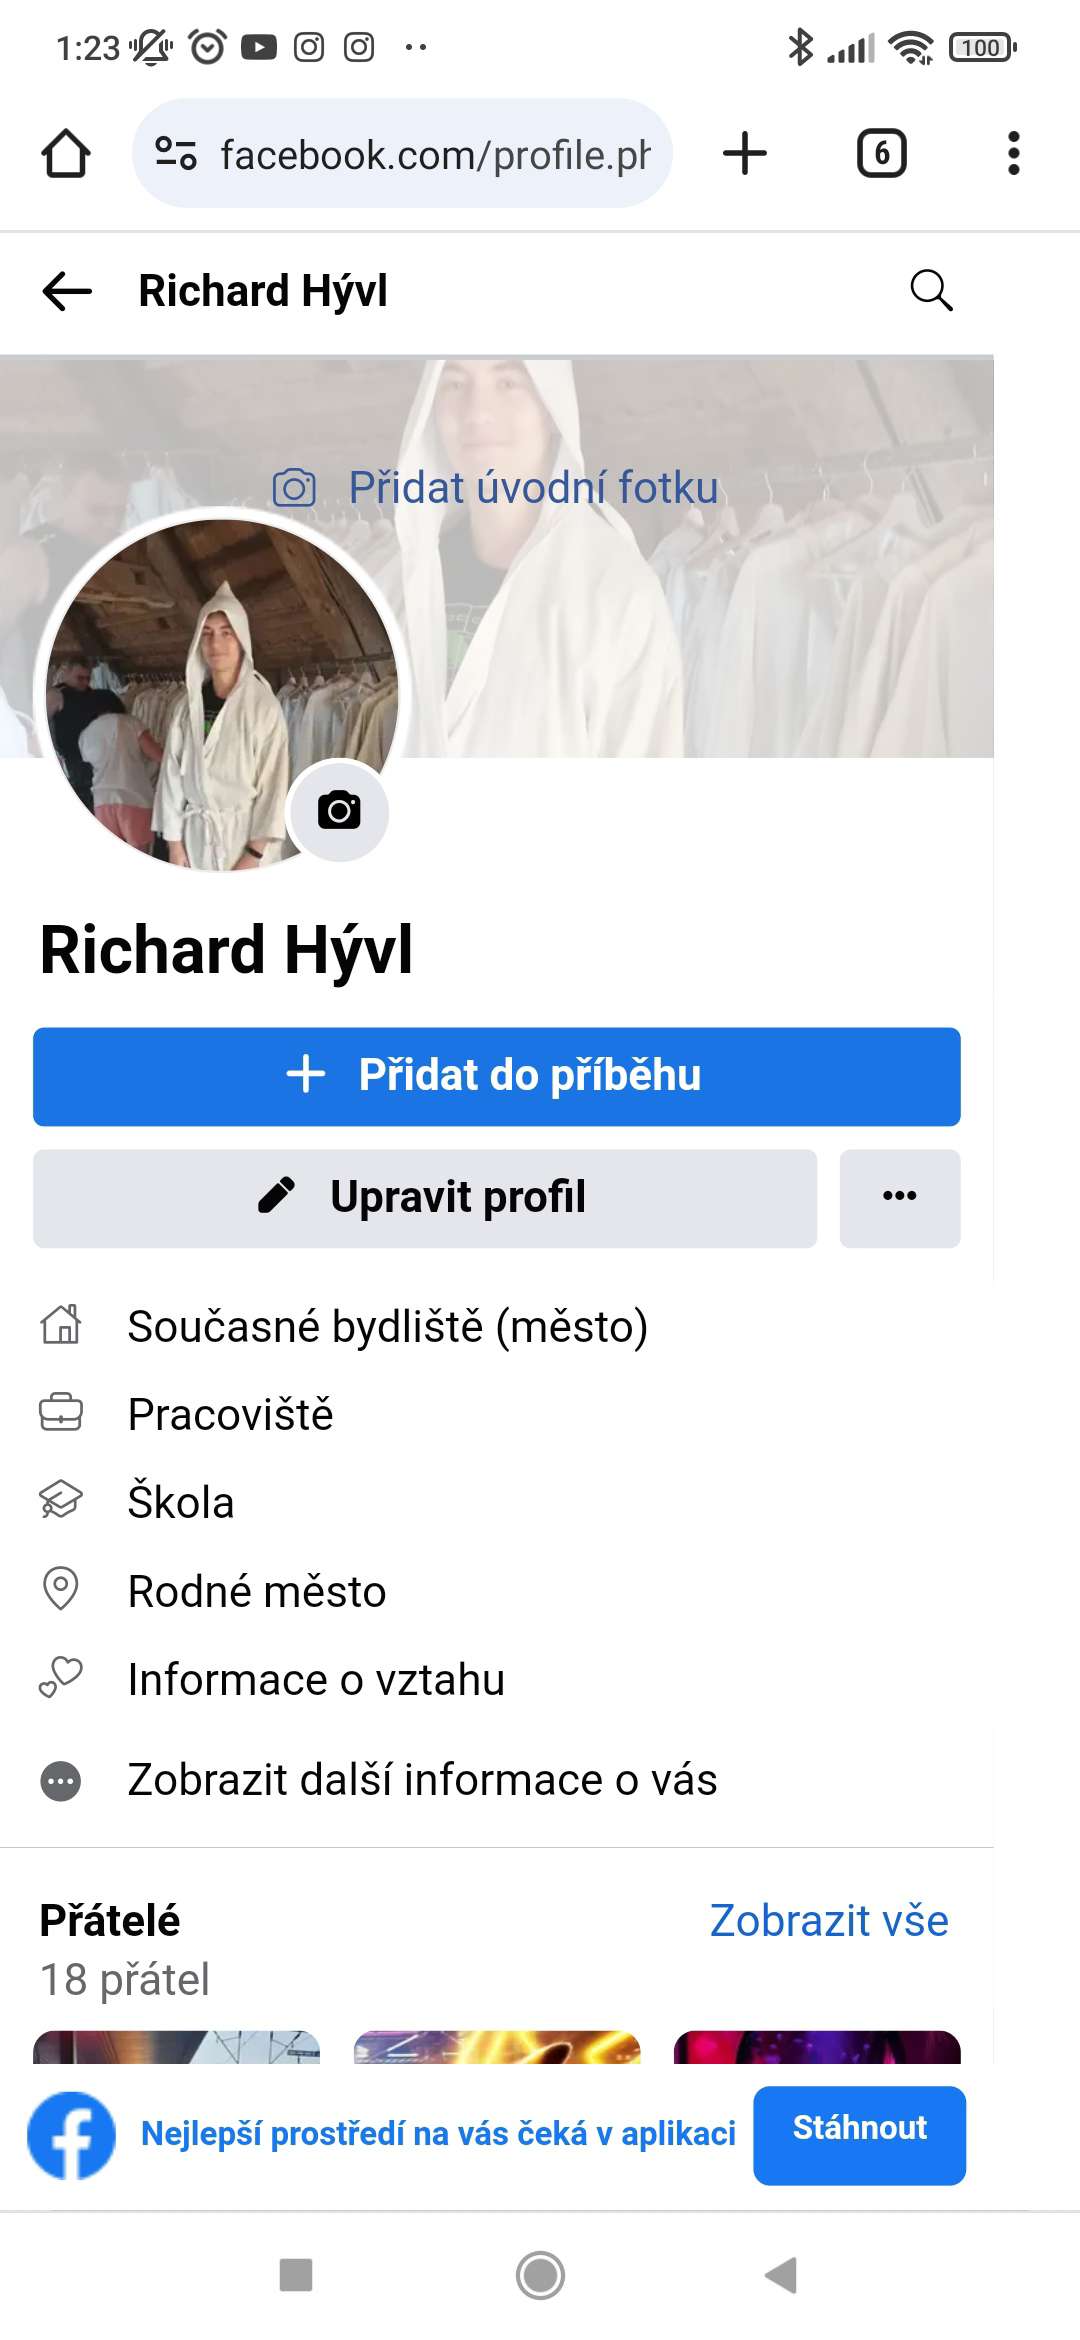 1:23
100
facebook.com/profile.ph
6
Richard Hývl
Přidat úvodní fotku
Richard Hývl
Přidat do příběhu
Upravit profil
Současné bydliště (město)
Pracoviště
Škola
Rodné město
Informace o vztahu
Zobrazit další informace o vás
Přátelé
Zobrazit vše
18 přátel
Nejlepší prostředí na vás čeká v aplikaci
Stáhnout